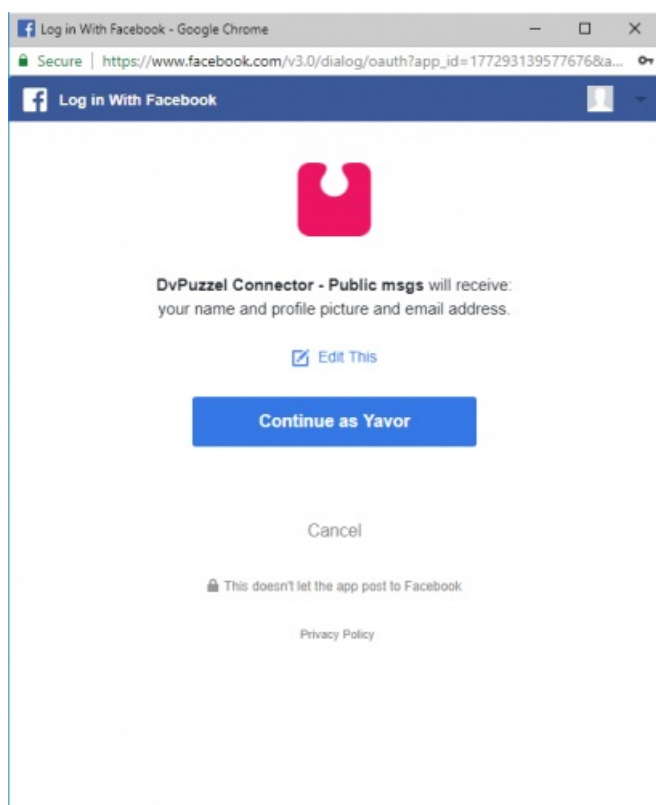 Log in With Facebook - Google Chrome
Secure | https://www.facebook.com/v3.0/dialog/oauth?app_id=177293139577676&a...
Log in With Facebook
DvPuzzel Connector - Public msgs will receive:
your name and profile picture and email address.
Edit This
Continue as Yavor
Cancel
This doesn't let the app post to Facebook
Privacy Policy